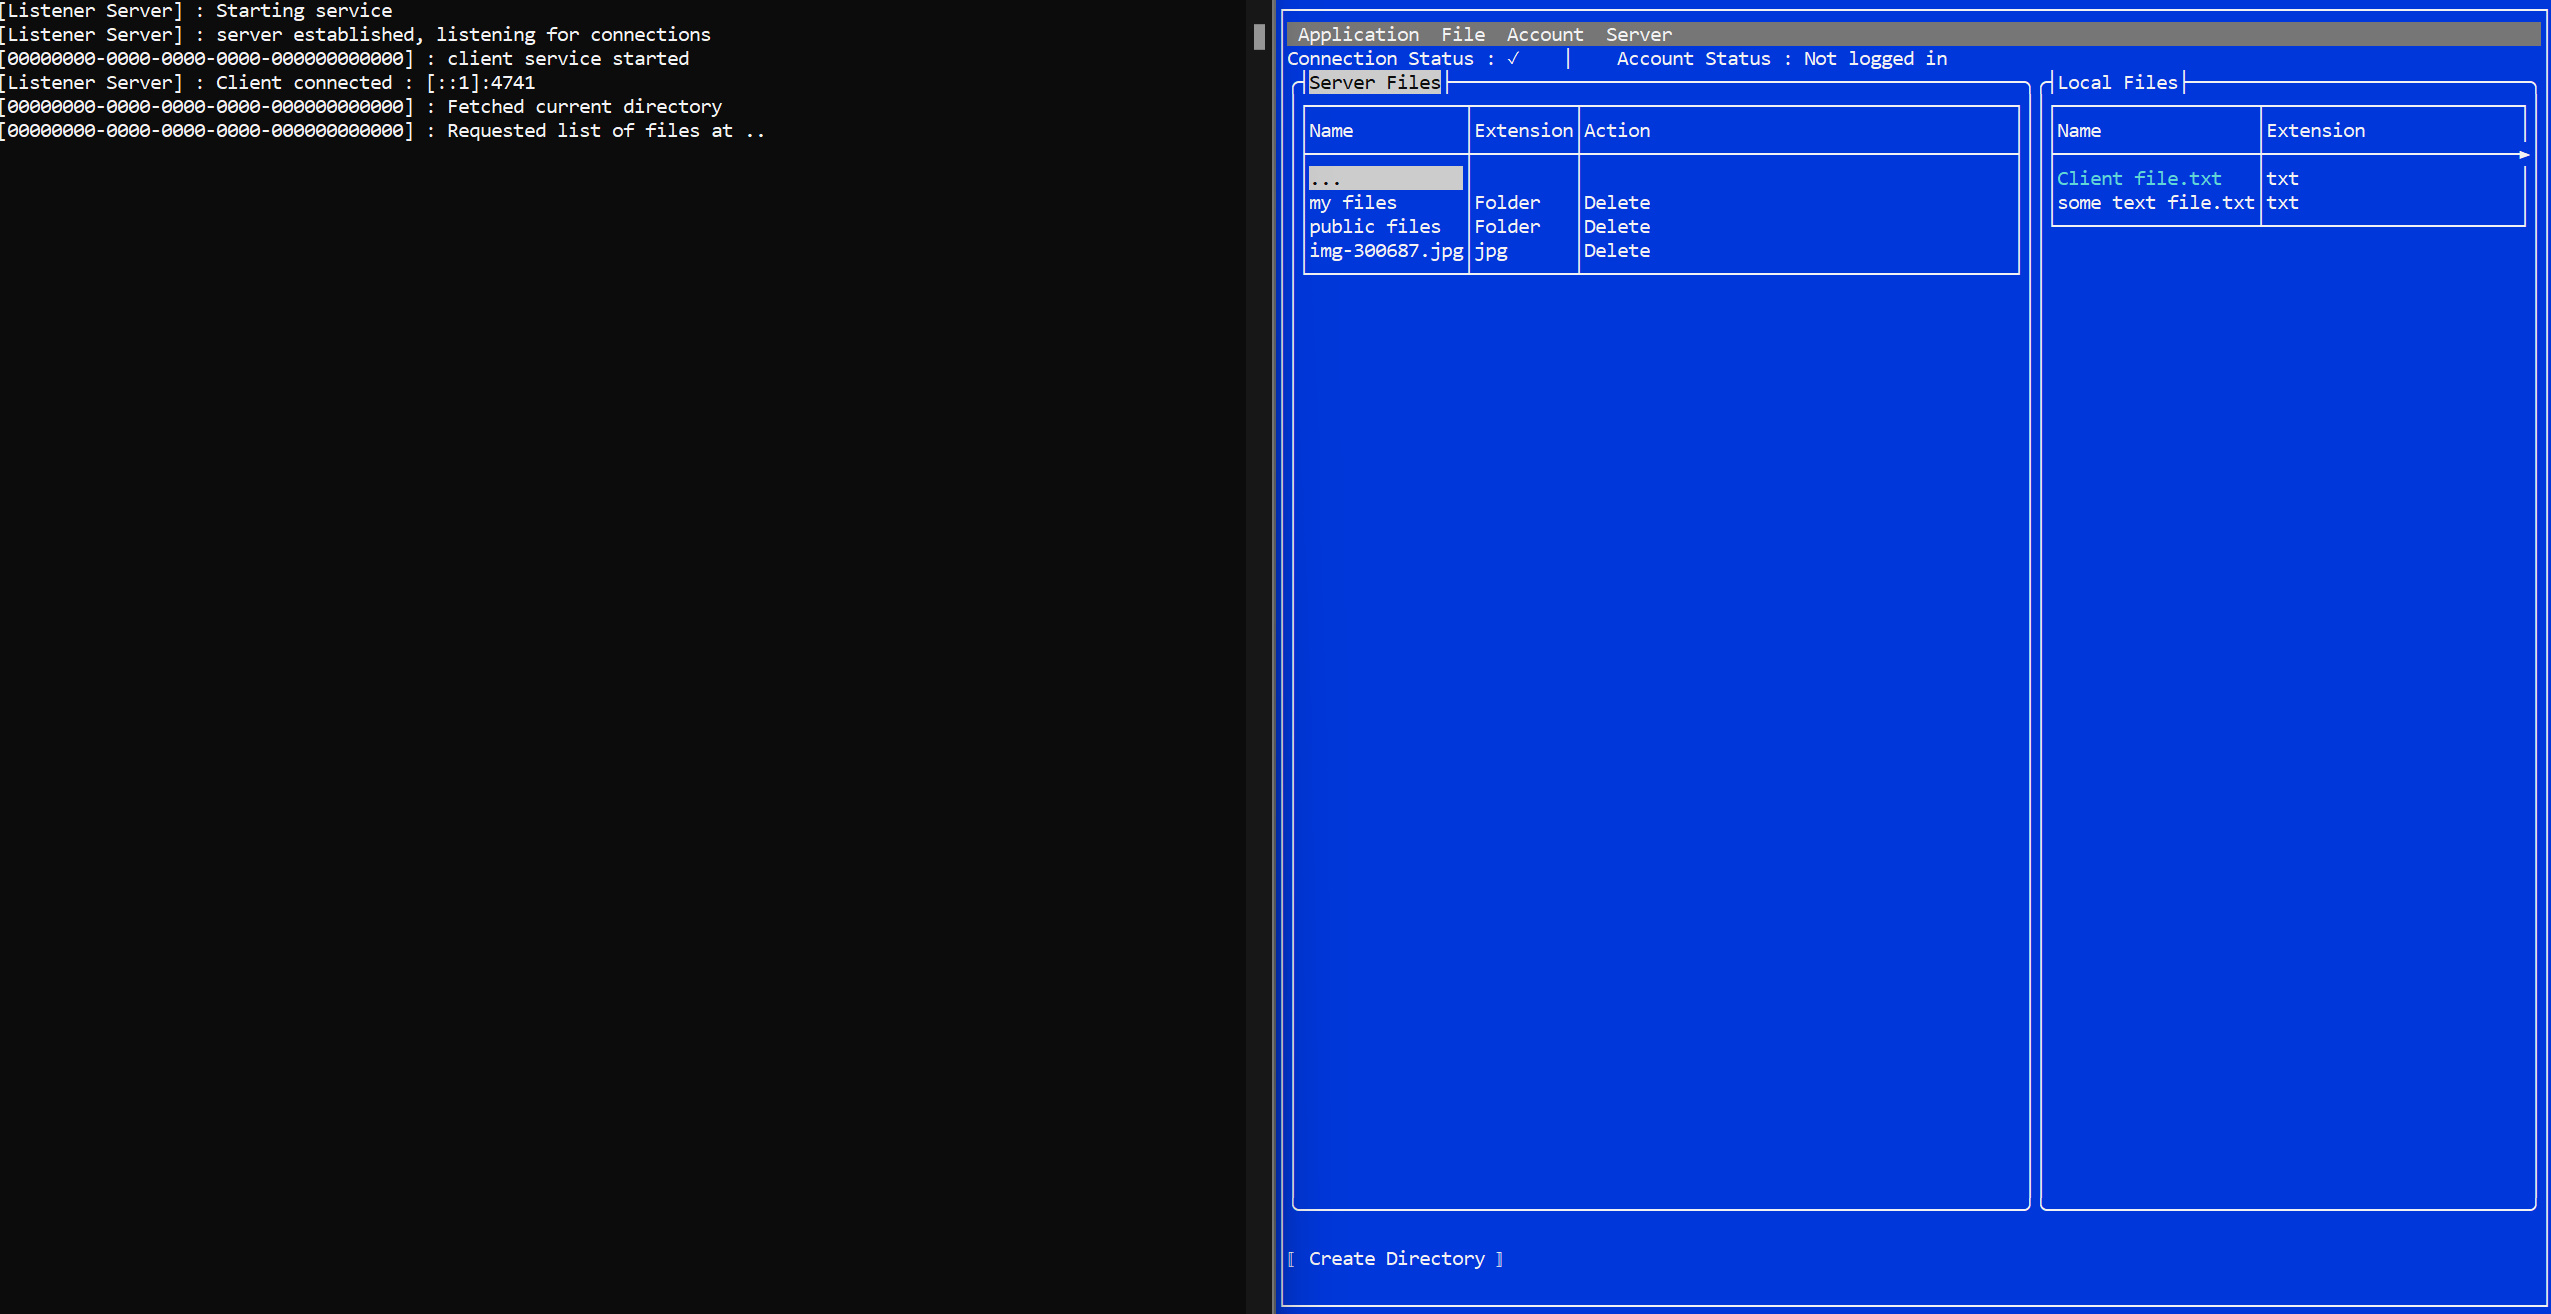 [Listener Server] : Starting service
[Listener Server] : server established, listening for connections
[00000000-0000-0000-0000-000000000000] : client service started
[Listener Server] : Client connected : [::1]:4741
[00000000-0000-0000-0000-000000000000] : Fetched current directory
[00000000-0000-0000-0000-000000000000] : Requested list of files at ..
Application File Account Server
Connection Status : ✓ | Account Status : Not logged in
Server Files
Name Extension Action
...
my files Folder Delete
public files Folder Delete
img-300687.jpg jpg Delete
Local Files
Name Extension
Client file.txt txt
some text file.txt txt
⟦ Create Directory ⟧